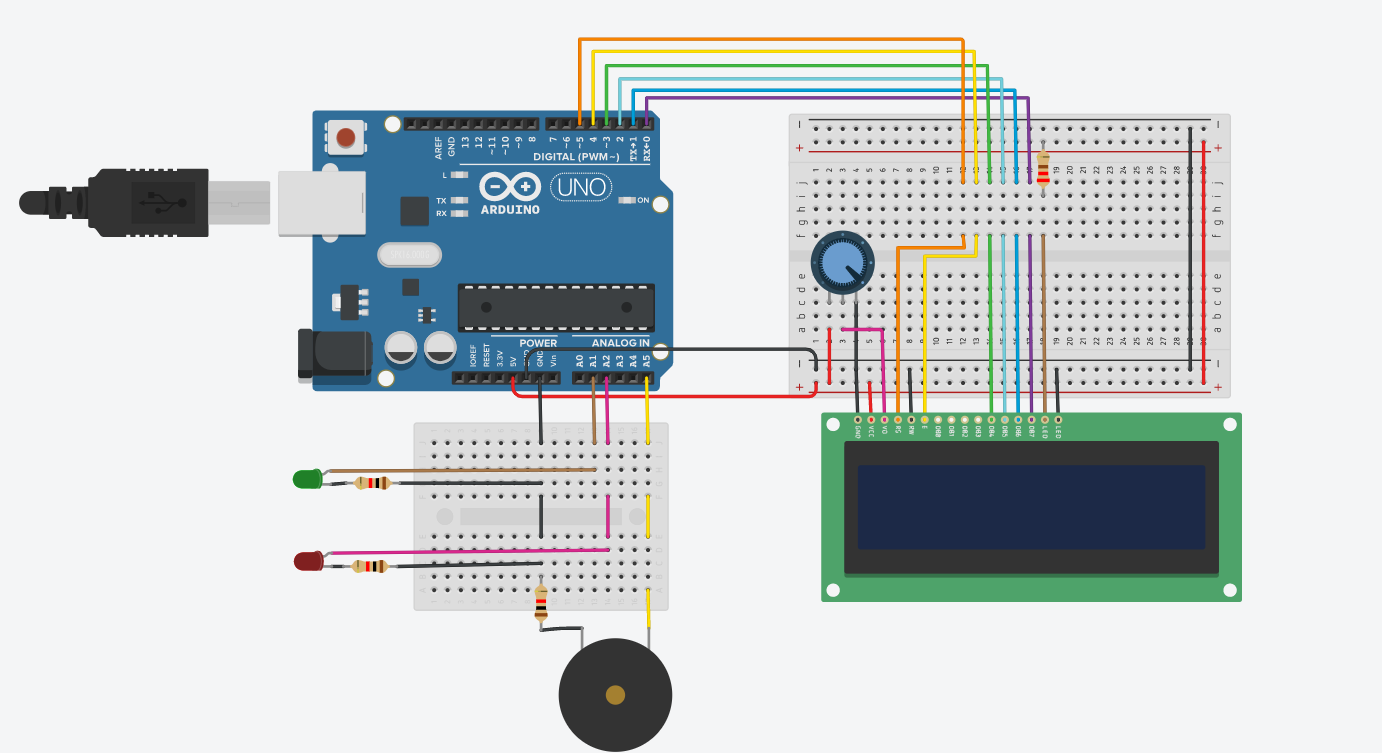 AREF
GND
13
12
~11
~10
~9
8
7
~6
~5
4
~3
2
TX→1
RX←0
DIGITAL (PWM~)
L
TX
RX
ARDUINO
UNO
ON
POWER
ANALOG IN
IOREF
RESET
3.3V
5V
GND
Vin
A0
A1
A2
A3
A4
A5
j
i
h
g
f
e
d
c
b
a
GND
VCC
VO
RS
RW
E
DB0
DB1
DB2
DB3
DB4
DB5
DB6
DB7
LED
LED